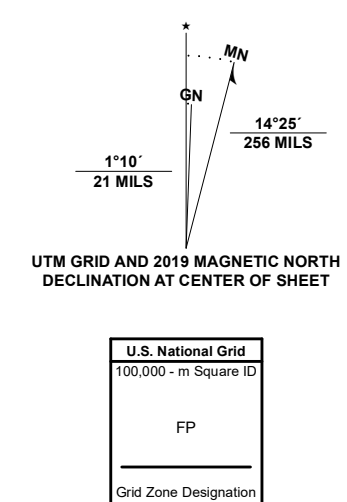 ★
MN
GN
14°25´
256 MILS
1°10´
21 MILS
UTM GRID AND 2019 MAGNETIC NORTH
DECLINATION AT CENTER OF SHEET
U.S. National Grid
100,000 - m Square ID
FP
Grid Zone Designation